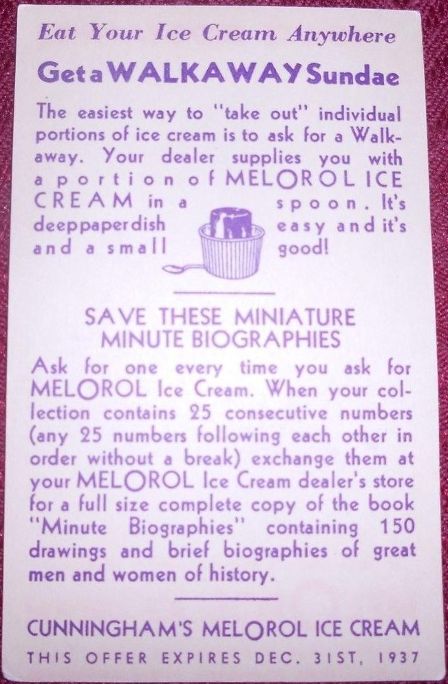 Eat Your Ice Cream Anywhere
Get a WALKAWAY Sundae
The easiest way to "take out" individual
portions of ice cream is to ask for a Walk-
away. Your dealer supplies you with
a portion of MELOROL ICE
CREAM in a spoon. It's
deep paper dish easy and it's
and a small good!
SAVE THESE MINIATURE
MINUTE BIOGRAPHIES
Ask for one every time you ask for
MELOROL Ice Cream. When your col-
lection contains 25 consecutive numbers
(any 25 numbers following each other in
order without a break) exchange them at
your MELOROL Ice Cream dealer's store
for a full size complete copy of the book
"Minute Biographies" containing 150
drawings and brief biographies of great
men and women of history.
CUNNINGHAM'S MELOROL ICE CREAM
THIS OFFER EXPIRES DEC. 31ST, 1937